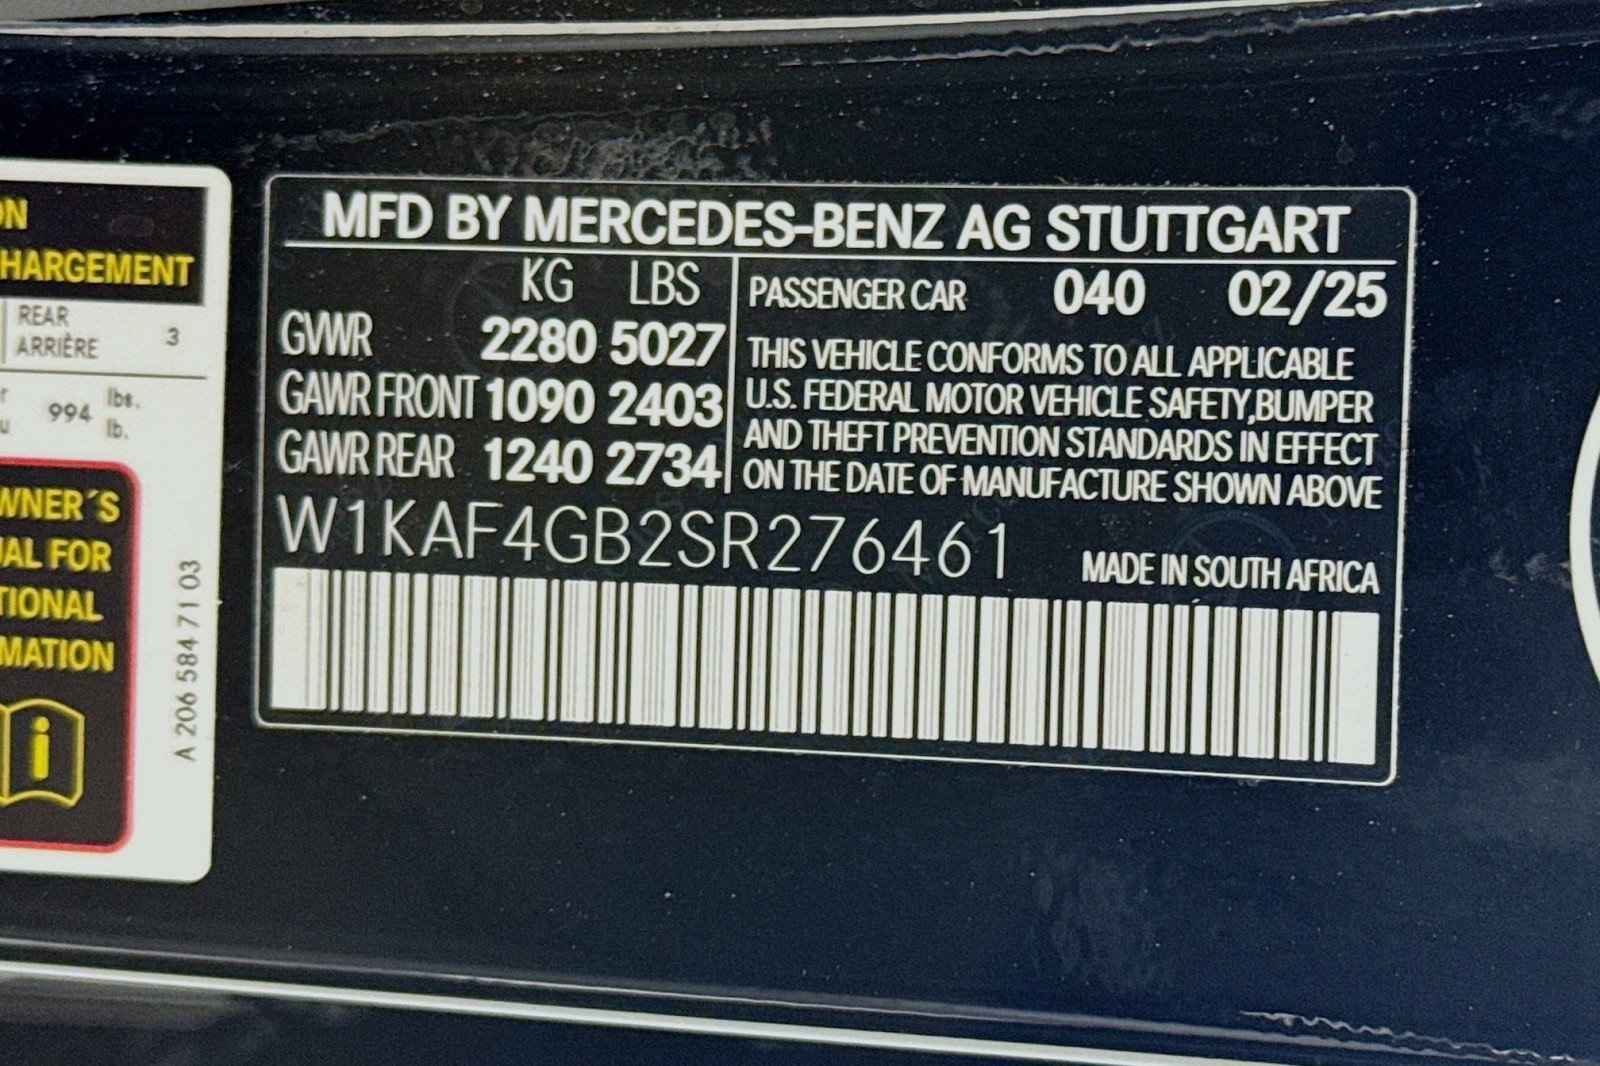 ON
HARGEMENT
REAR
ARRIÈRE 3
994 lbs.
lb.
WNER´S
UAL FOR
TIONAL
MATION
A 206 584 71 03
MFD BY MERCEDES-BENZ AG STUTTGART
KG LBS
GVWR 2280 5027
GAWR FRONT 1090 2403
GAWR REAR 1240 2734
PASSENGER CAR 040 02/25
THIS VEHICLE CONFORMS TO ALL APPLICABLE
U.S. FEDERAL MOTOR VEHICLE SAFETY,BUMPER
AND THEFT PREVENTION STANDARDS IN EFFECT
ON THE DATE OF MANUFACTURE SHOWN ABOVE
W1KAF4GB2SR276461
MADE IN SOUTH AFRICA